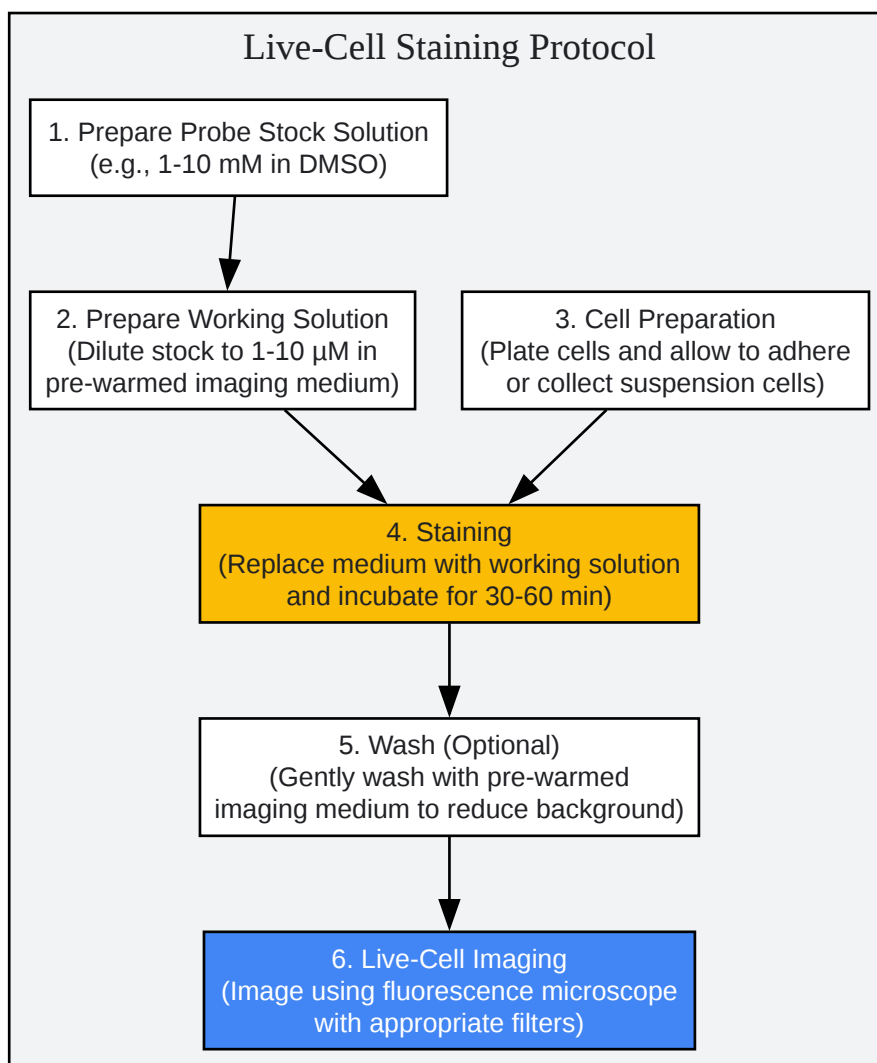 Live-Cell Staining Protocol
1. Prepare Probe Stock Solution
(e.g., 1-10 mM in DMSO)
2. Prepare Working Solution
(Dilute stock to 1-10 µM in
pre-warmed imaging medium)
3. Cell Preparation
(Plate cells and allow to adhere
or collect suspension cells)
4. Staining
(Replace medium with working solution
and incubate for 30-60 min)
5. Wash (Optional)
(Gently wash with pre-warmed
imaging medium to reduce background)
6. Live-Cell Imaging
(Image using fluorescence microscope
with appropriate filters)